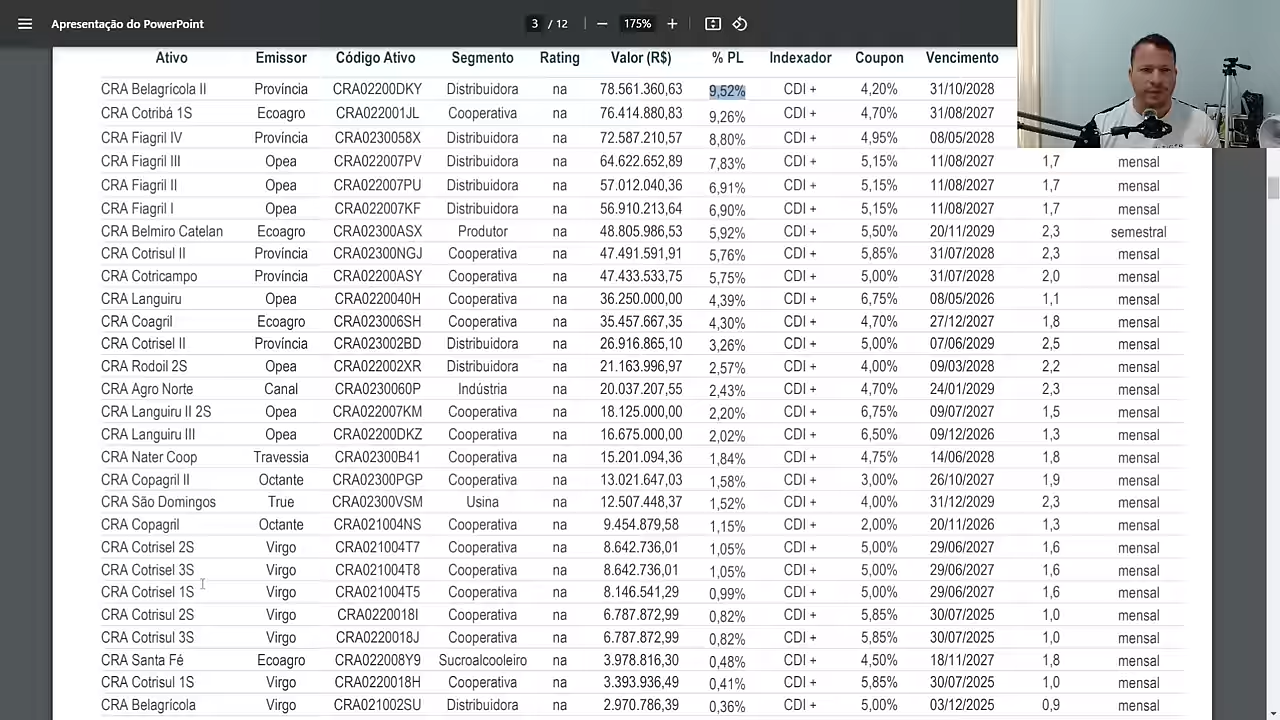 Apresentação do PowerPoint 3 / 12 175%
Ativo Emissor Código Ativo Segmento Rating Valor (R$) % PL Indexador Coupon Vencimento
CRA Belagrícola II Província CRA02200DKY Distribuidora na 78.561.360,63 9,52% CDI + 4,20% 31/10/2028
CRA Cotribá 1S Ecoagro CRA022001JL Cooperativa na 76.414.880,83 9,26% CDI + 4,70% 31/08/2027
CRA Fiagril IV Província CRA0230058X Distribuidora na 72.587.210,57 8,80% CDI + 4,95% 08/05/2028
CRA Fiagril III Opea CRA022007PV Distribuidora na 64.622.652,89 7,83% CDI + 5,15% 11/08/2027 1,7 mensal
CRA Fiagril II Opea CRA022007PU Distribuidora na 57.012.040,36 6,91% CDI + 5,15% 11/08/2027 1,7 mensal
CRA Fiagril I Opea CRA022007KF Distribuidora na 56.910.213,64 6,90% CDI + 5,15% 11/08/2027 1,7 mensal
CRA Belmiro Catelan Ecoagro CRA02300ASX Produtor na 48.805.986,53 5,92% CDI + 5,50% 20/11/2029 2,3 semestral
CRA Cotrisul II Província CRA02300NGJ Cooperativa na 47.491.591,91 5,76% CDI + 5,85% 31/07/2028 2,3 mensal
CRA Cotricampo Província CRA02200ASY Cooperativa na 47.433.533,75 5,75% CDI + 5,00% 31/07/2028 2,0 mensal
CRA Languiru Opea CRA0220040H Cooperativa na 36.250.000,00 4,39% CDI + 6,75% 08/05/2026 1,1 mensal
CRA Coagril Ecoagro CRA023006SH Cooperativa na 35.457.667,35 4,30% CDI + 4,70% 27/12/2027 1,8 mensal
CRA Cotrisel II Província CRA023002BD Cooperativa na 26.916.865,10 3,26% CDI + 5,00% 07/06/2029 2,5 mensal
CRA Rodoil 2S Opea CRA022002XR Distribuidora na 21.163.996,97 2,57% CDI + 4,00% 09/03/2028 2,2 mensal
CRA Agro Norte Canal CRA0230060P Indústria na 20.037.207,55 2,43% CDI + 4,70% 24/01/2029 2,3 mensal
CRA Languiru II 2S Opea CRA022007KM Cooperativa na 18.125.000,00 2,20% CDI + 6,75% 09/07/2027 1,5 mensal
CRA Languiru III Opea CRA02200DKZ Cooperativa na 16.675.000,00 2,02% CDI + 6,50% 09/12/2026 1,3 mensal
CRA Nater Coop Travessia CRA02300B41 Cooperativa na 15.201.094,36 1,84% CDI + 4,75% 14/06/2028 1,8 mensal
CRA Copagril II Octante CRA02300PGP Cooperativa na 13.021.647,03 1,58% CDI + 3,00% 26/10/2027 1,9 mensal
CRA São Domingos True CRA02300VSM Usina na 12.507.448,37 1,52% CDI + 4,00% 31/12/2029 2,3 mensal
CRA Copagril Octante CRA021004NS Cooperativa na 9.454.879,58 1,15% CDI + 2,00% 20/11/2026 1,3 mensal
CRA Cotrisel 2S Virgo CRA021004T7 Cooperativa na 8.642.736,01 1,05% CDI + 5,00% 29/06/2027 1,6 mensal
CRA Cotrisel 3S Virgo CRA021004T8 Cooperativa na 8.642.736,01 1,05% CDI + 5,00% 29/06/2027 1,6 mensal
CRA Cotrisel 1S Virgo CRA021004T5 Cooperativa na 8.146.541,29 0,99% CDI + 5,00% 29/06/2027 1,6 mensal
CRA Cotrisul 2S Virgo CRA0220018I Cooperativa na 6.787.872,99 0,82% CDI + 5,85% 30/07/2025 1,0 mensal
CRA Cotrisul 3S Virgo CRA0220018J Cooperativa na 6.787.872,99 0,82% CDI + 5,85% 30/07/2025 1,0 mensal
CRA Santa Fé Ecoagro CRA022008Y9 Sucroalcooleiro na 3.978.816,30 0,48% CDI + 4,50% 18/11/2027 1,8 mensal
CRA Cotrisul 1S Virgo CRA0220018H Cooperativa na 3.393.936,49 0,41% CDI + 5,85% 30/07/2025 1,0 mensal
CRA Belagrícola Virgo CRA021002SU Distribuidora na 2.970.786,39 0,36% CDI + 5,00% 03/12/2025 0,9 mensal